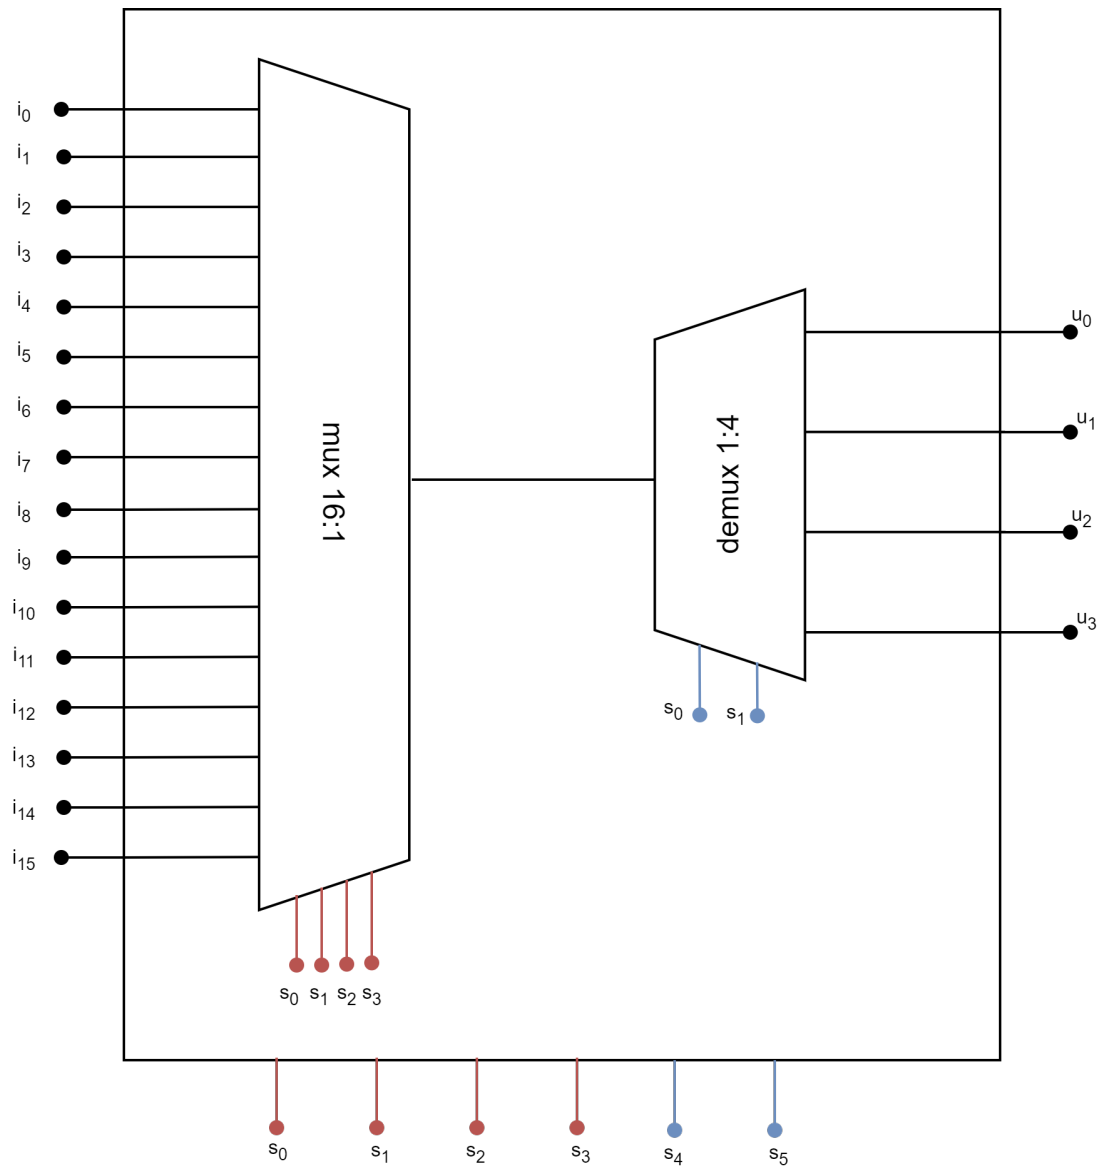 i0
i1
i2
i3
i4
i5
i6
i7
i8
i9
i10
i11
i12
i13
i14
i15
mux 16:1
demux 1:4
u0
u1
u2
u3
s0 s1
s0 s1 s2 s3
s0 s1 s2 s3 s4 s5